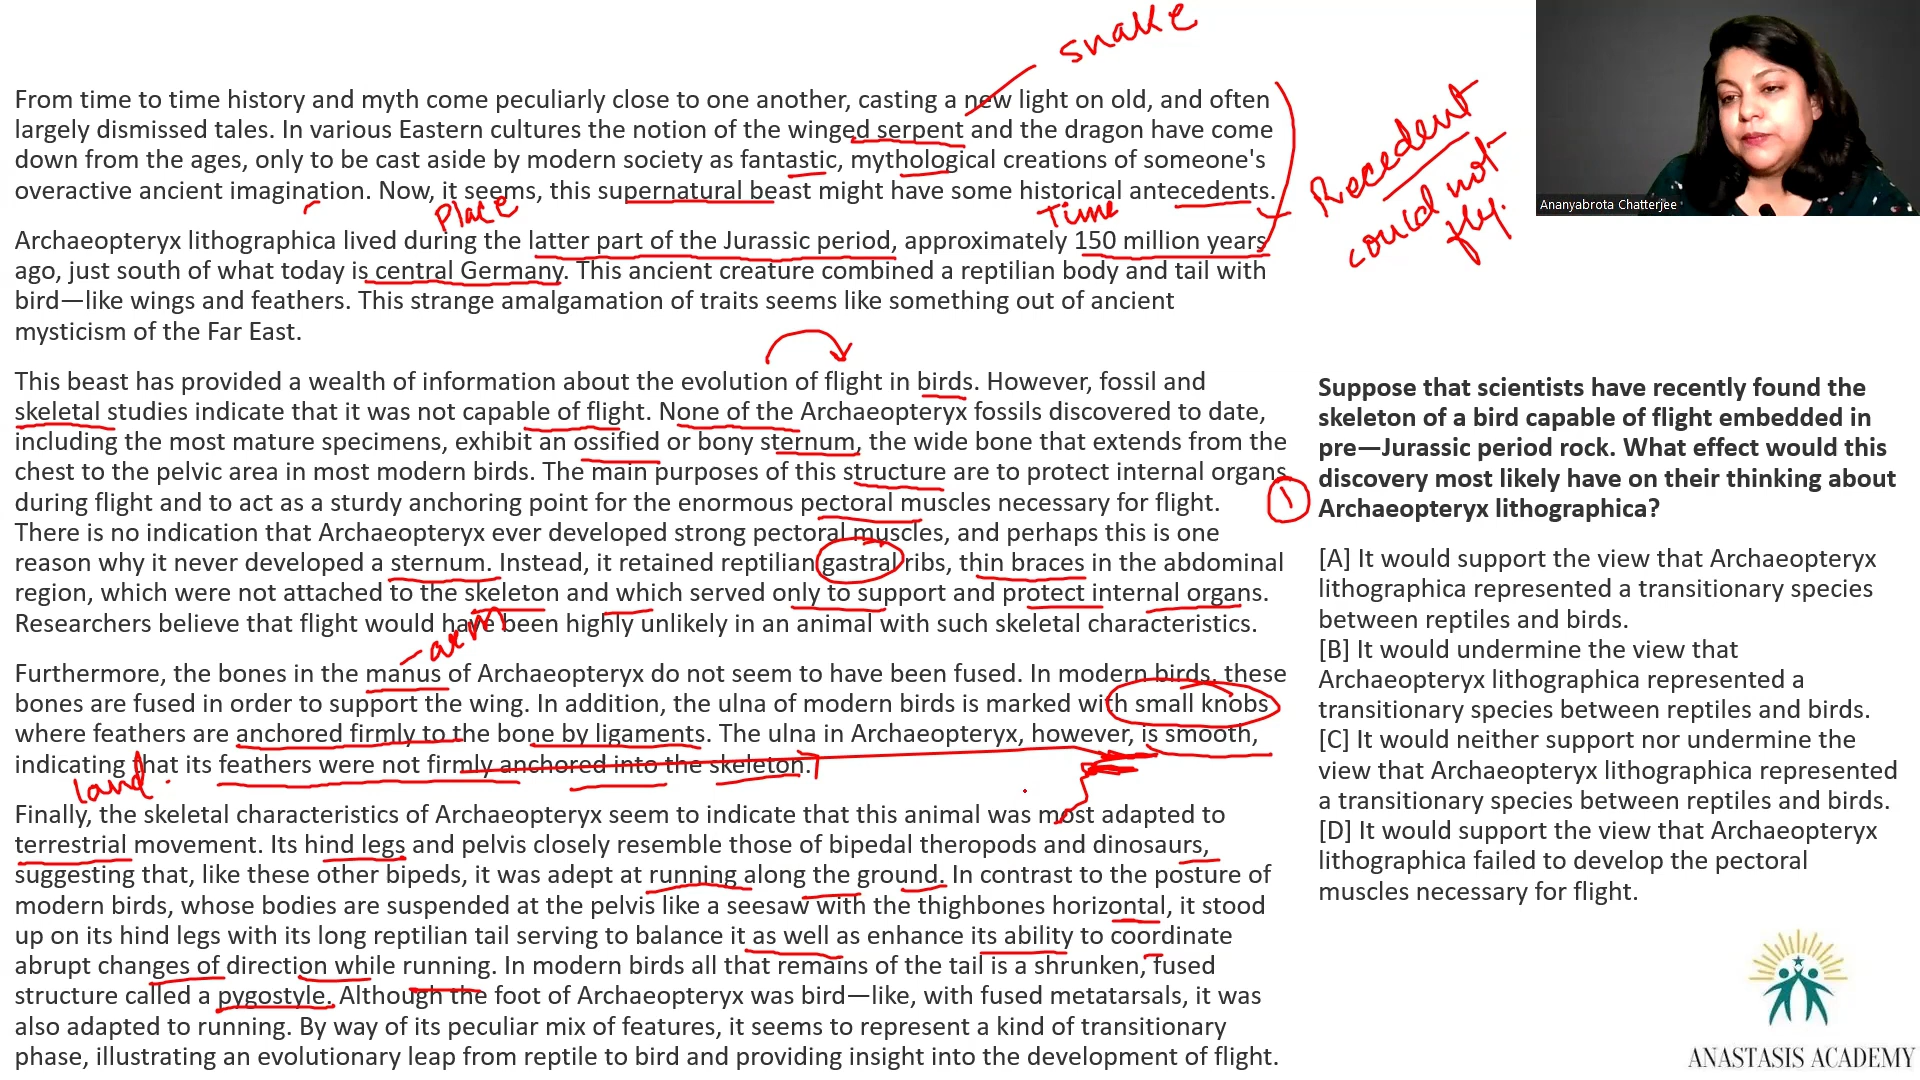 snake
From time to time history and myth come peculiarly close to one another, casting a new light on old, and often
largely dismissed tales. In various Eastern cultures the notion of the winged serpent and the dragon have come
down from the ages, only to be cast aside by modern society as fantastic, mythological creations of someone's
overactive ancient imagination. Now, it seems, this supernatural beast might have some historical antecedents.
Place
Time
Precedent
could not
fly.
Ananyabrota Chatterjee
Archaeopteryx lithographica lived during the latter part of the Jurassic period, approximately 150 million years
ago, just south of what today is central Germany. This ancient creature combined a reptilian body and tail with
bird—like wings and feathers. This strange amalgamation of traits seems like something out of ancient
mysticism of the Far East.
This beast has provided a wealth of information about the evolution of flight in birds. However, fossil and
skeletal studies indicate that it was not capable of flight. None of the Archaeopteryx fossils discovered to date,
including the most mature specimens, exhibit an ossified or bony sternum, the wide bone that extends from the
chest to the pelvic area in most modern birds. The main purposes of this structure are to protect internal organs
during flight and to act as a sturdy anchoring point for the enormous pectoral muscles necessary for flight.
There is no indication that Archaeopteryx ever developed strong pectoral muscles, and perhaps this is one
reason why it never developed a sternum. Instead, it retained reptilian gastral ribs, thin braces in the abdominal
region, which were not attached to the skeleton and which served only to support and protect internal organs.
Researchers believe that flight would have been highly unlikely in an animal with such skeletal characteristics.
- arm
Furthermore, the bones in the manus of Archaeopteryx do not seem to have been fused. In modern birds, these
bones are fused in order to support the wing. In addition, the ulna of modern birds is marked with small knobs
where feathers are anchored firmly to the bone by ligaments. The ulna in Archaeopteryx, however, is smooth,
indicating that its feathers were not firmly anchored into the skeleton.
land
Finally, the skeletal characteristics of Archaeopteryx seem to indicate that this animal was most adapted to
terrestrial movement. Its hind legs and pelvis closely resemble those of bipedal theropods and dinosaurs,
suggesting that, like these other bipeds, it was adept at running along the ground. In contrast to the posture of
modern birds, whose bodies are suspended at the pelvis like a seesaw with the thighbones horizontal, it stood
up on its hind legs with its long reptilian tail serving to balance it as well as enhance its ability to coordinate
abrupt changes of direction while running. In modern birds all that remains of the tail is a shrunken, fused
structure called a pygostyle. Although the foot of Archaeopteryx was bird—like, with fused metatarsals, it was
also adapted to running. By way of its peculiar mix of features, it seems to represent a kind of transitionary
phase, illustrating an evolutionary leap from reptile to bird and providing insight into the development of flight.
1
Suppose that scientists have recently found the
skeleton of a bird capable of flight embedded in
pre—Jurassic period rock. What effect would this
discovery most likely have on their thinking about
Archaeopteryx lithographica?
[A] It would support the view that Archaeopteryx
lithographica represented a transitionary species
between reptiles and birds.
[B] It would undermine the view that
Archaeopteryx lithographica represented a
transitionary species between reptiles and birds.
[C] It would neither support nor undermine the
view that Archaeopteryx lithographica represented
a transitionary species between reptiles and birds.
[D] It would support the view that Archaeopteryx
lithographica failed to develop the pectoral
muscles necessary for flight.
ANASTASIS ACADEMY